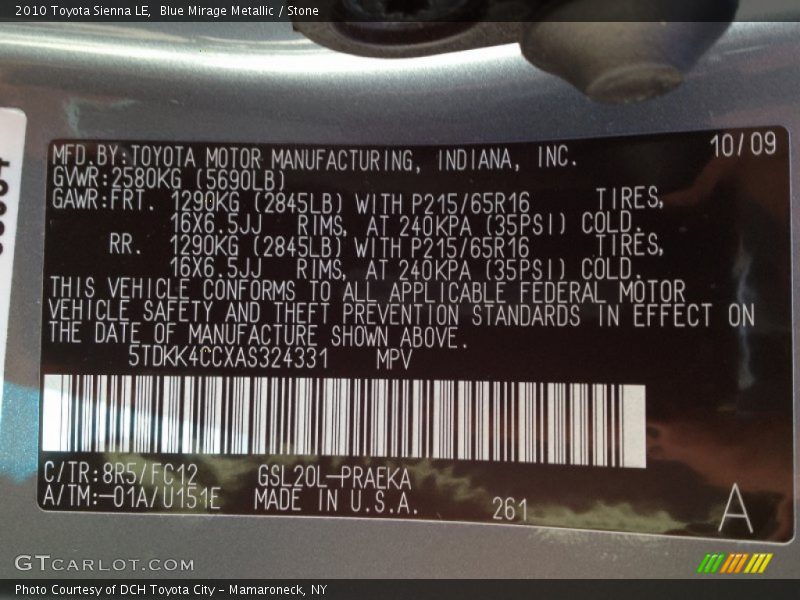 2010 Toyota Sienna LE, Blue Mirage Metallic / Stone
10/09
MFD.BY:TOYOTA MOTOR MANUFACTURING, INDIANA, INC.
GVWR:2580KG (5690LB)
GAWR:FRT. 1290KG (2845LB) WITH P215/65R16 TIRES,
16X6.5JJ RIMS, AT 240KPA (35PSI) COLD.
RR. 1290KG (2845LB) WITH P215/65R16 TIRES,
16X6.5JJ RIMS, AT 240KPA (35PSI) COLD.
THIS VEHICLE CONFORMS TO ALL APPLICABLE FEDERAL MOTOR
VEHICLE SAFETY AND THEFT PREVENTION STANDARDS IN EFFECT ON
THE DATE OF MANUFACTURE SHOWN ABOVE.
5TDKK4CCXAS324331 MPV
C/TR:8R5/FC12 GSL20L-PRAEKA
A/TM:-01A/U151E MADE IN U.S.A. 261 A
GTCARLOT.COM
Photo Courtesy of DCH Toyota City - Mamaroneck, NY